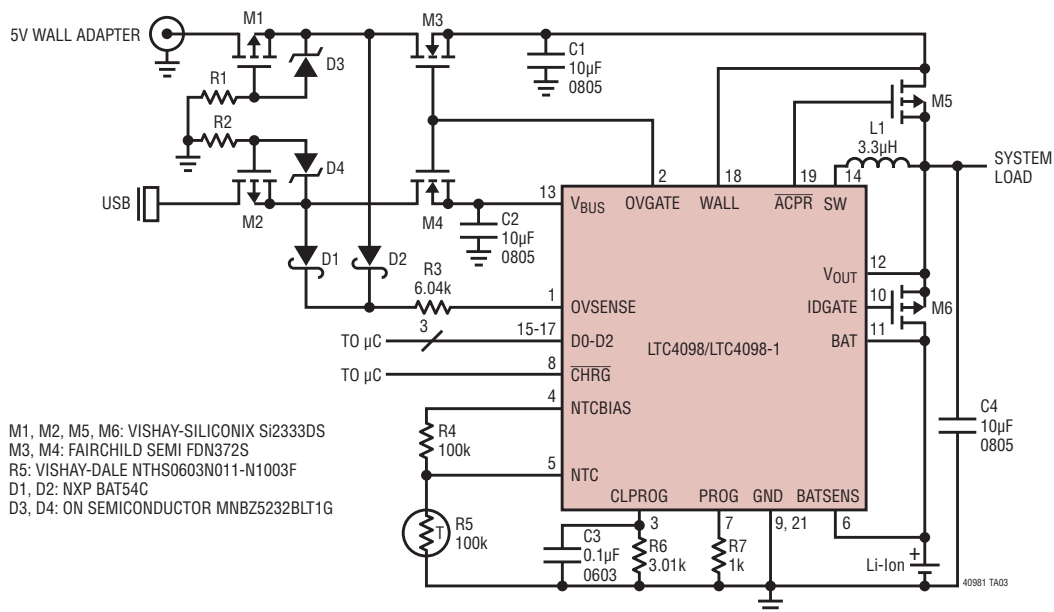 M1
M3
5V WALL ADAPTER
C1
10µF
0805
D3
R1
M5
R2
L1
3.3µH
D4
SYSTEM
LOAD
2
18
19
14
13
USB
VBUS
OVGATE
WALL
ACPR
SW
M2
M4
C2
10µF
0805
12
VOUT
D1
D2
R3
6.04k
10
IDGATE
M6
1
OVSENSE
11
BAT
3
TO µC
15-17
D0-D2
LTC4098/LTC4098-1
8
TO µC
CHRG
4
NTCBIAS
C4
10µF
0805
M1, M2, M5, M6: VISHAY-SILICONIX Si2333DS
M3, M4: FAIRCHILD SEMI FDN372S
R5: VISHAY-DALE NTHS0603N011-N1003F
D1, D2: NXP BAT54C
D3, D4: ON SEMICONDUCTOR MNBZ5232BLT1G
R4
100k
5
NTC
CLPROG
PROG
GND
BATSENS
3
7
9, 21
6
T
R5
100k
C3
0.1µF
0603
R6
3.01k
R7
1k
Li-Ion
+
40981 TA03